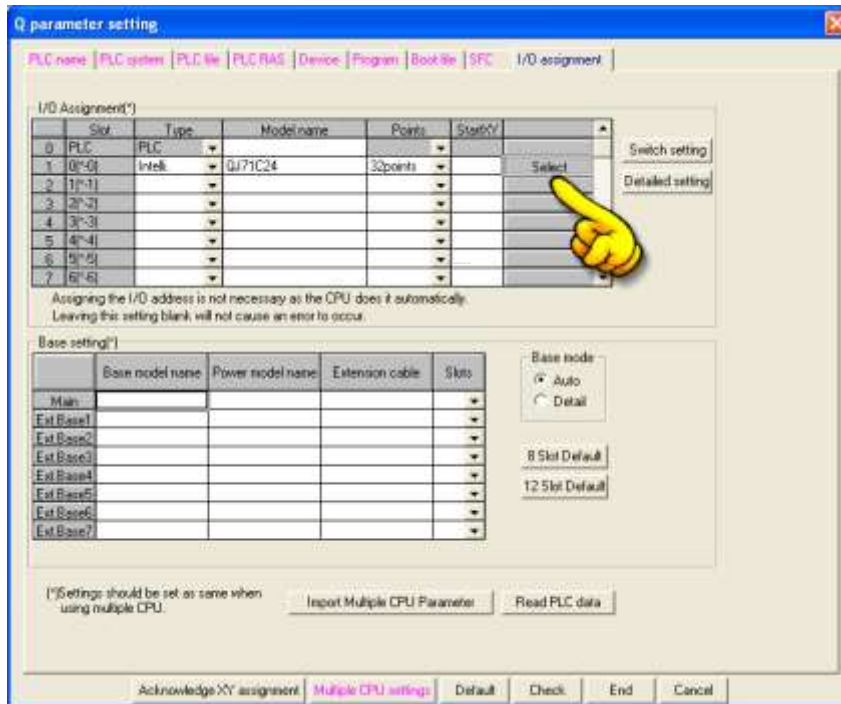 Q parameter setting
PLC name PLC system PLC file PLC RAS Device Program Boot file SFC I/O assignment
I/O Assignment(*)
Slot Type Model name Points StartXY
0 PLC PLC
1 0(*-0) Intelli. QJ71C24 32points Select
2 1(*-1)
3 2(*-2)
4 3(*-3)
5 4(*-4)
6 5(*-5)
7 6(*-6)
Switch setting
Detailed setting
Assigning the I/O address is not necessary as the CPU does it automatically.
Leaving this setting blank will not cause an error to occur.
Base setting(*)
Base model name Power model name Extension cable Slots
Main
Ext.Base1
Ext.Base2
Ext.Base3
Ext.Base4
Ext.Base5
Ext.Base6
Ext.Base7
Base mode
Auto
Detail
8 Slot Default
12 Slot Default
(*)Settings should be set as same when
using multiple CPU.
Import Multiple CPU Parameter Read PLC data
Acknowledge XY assignment Multiple CPU settings Default Check End Cancel